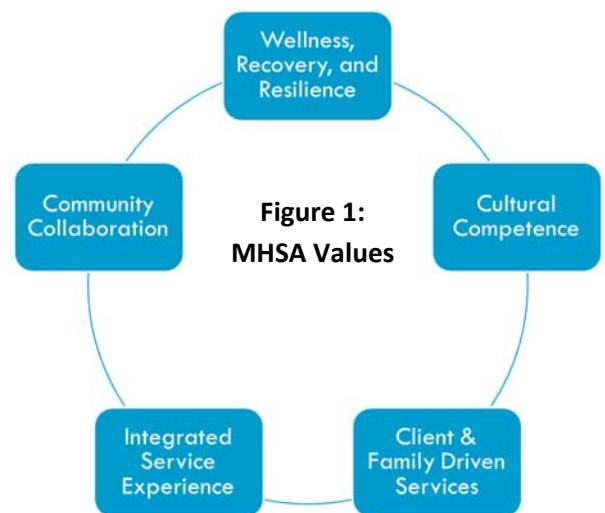 Wellness,
Recovery, and
Resilience
Community
Collaboration
Figure 1:
MHSA Values
Cultural
Competence
Integrated
Service
Experience
Client &
Family Driven
Services